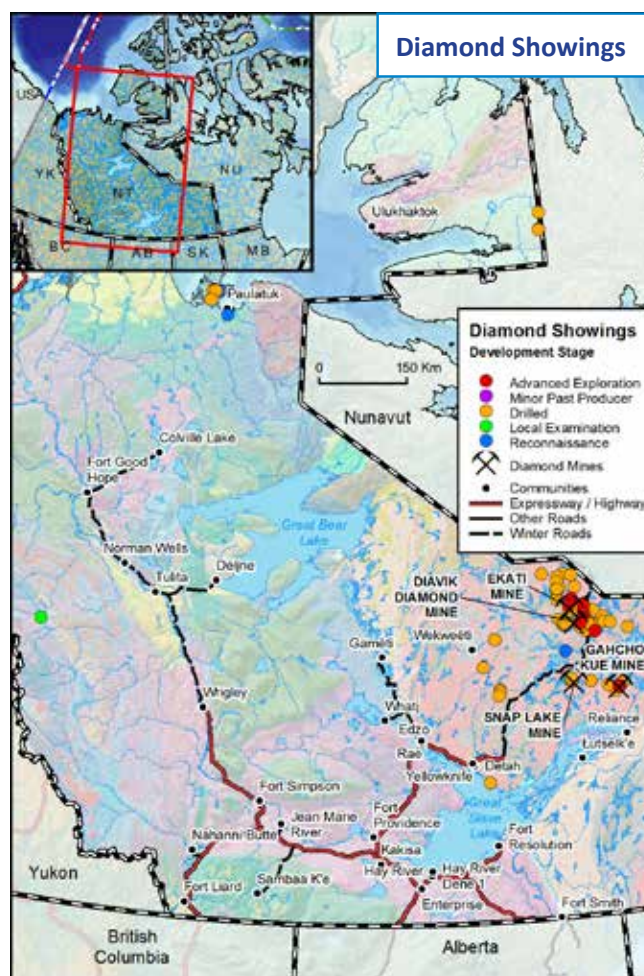 Diamond Showings
US
YK
NT
NU
BC
AB
SK
MB
Ulukhaktok
Paulatuk
0 150 Km
Nunavut
Diamond Showings
Development Stage
Advanced Exploration
Minor Past Producer
Drilled
Local Examination
Reconnaissance
Diamond Mines
Communities
Expressway / Highway
Other Roads
Winter Roads
Colville Lake
Fort Good
Hope
Great Bear
Lake
Norman Wells
Tulita
Déljne
DIAVIK
DIAMOND
MINE
EKATI
MINE
Gamètì
Wekweètì
GAHCHO
KUE MINE
Wrigley
Whatì
SNAP LAKE
MINE
Reliance
Edzo
Rae
Łutselk'e
Yellowknife
Detah
Fort Simpson
Great
Slave
Lake
Jean Marie
River
Fort
Providence
Nahanni Butte
Kakisa
Fort
Resolution
Yukon
Sambaa K'e
Hay River
Hay River
Dene 1
Fort Liard
Enterprise
Fort Smith
British
Columbia
Alberta